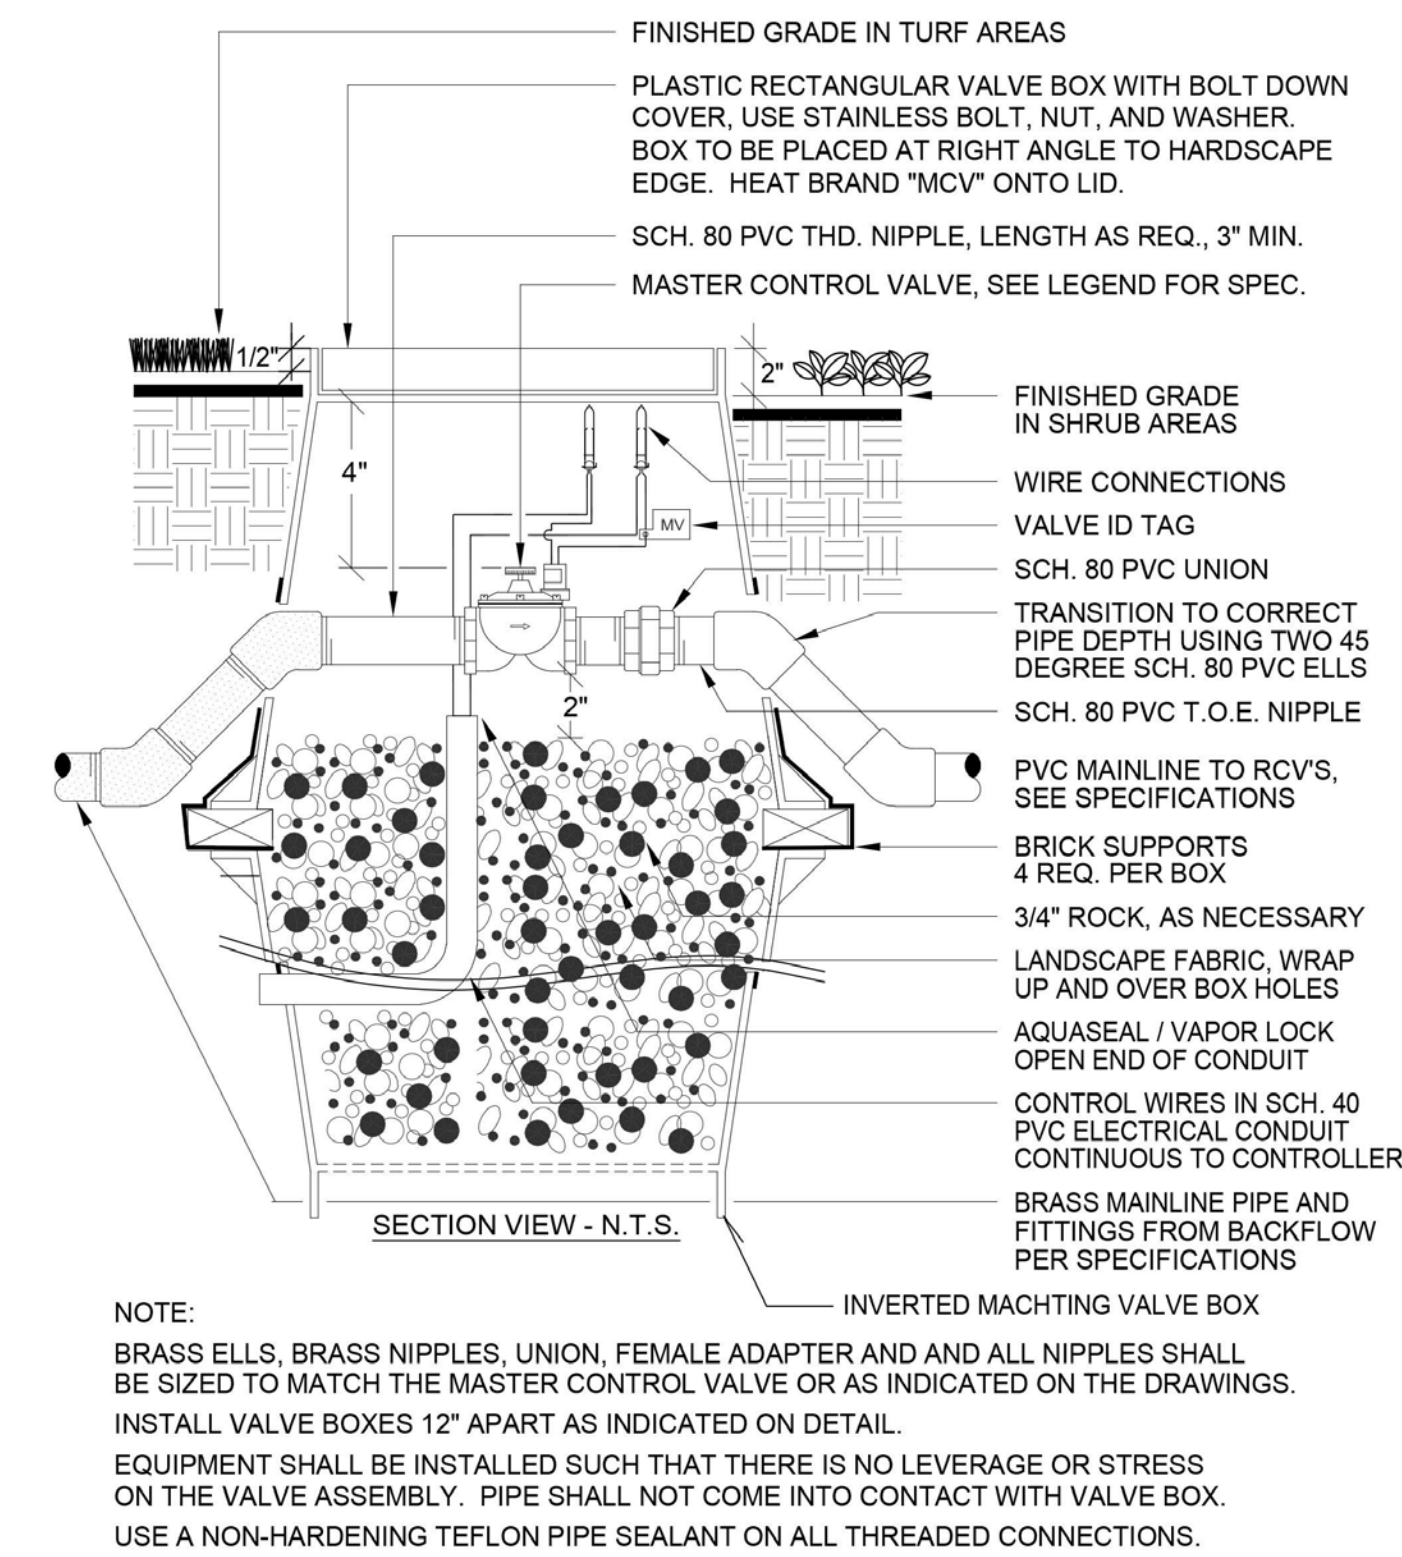 FINISHED GRADE IN TURF AREAS
PLASTIC RECTANGULAR VALVE BOX WITH BOLT DOWN
COVER, USE STAINLESS BOLT, NUT, AND WASHER.
BOX TO BE PLACED AT RIGHT ANGLE TO HARDSCAPE
EDGE. HEAT BRAND "MCV" ONTO LID.
SCH. 80 PVC THD. NIPPLE, LENGTH AS REQ., 3" MIN.
MASTER CONTROL VALVE, SEE LEGEND FOR SPEC.
1/2"
2"
4"
MV
2"
FINISHED GRADE
IN SHRUB AREAS
WIRE CONNECTIONS
VALVE ID TAG
SCH. 80 PVC UNION
TRANSITION TO CORRECT
PIPE DEPTH USING TWO 45
DEGREE SCH. 80 PVC ELLS
SCH. 80 PVC T.O.E. NIPPLE
PVC MAINLINE TO RCV'S,
SEE SPECIFICATIONS
BRICK SUPPORTS
4 REQ. PER BOX
3/4" ROCK, AS NECESSARY
LANDSCAPE FABRIC, WRAP
UP AND OVER BOX HOLES
AQUASEAL / VAPOR LOCK
OPEN END OF CONDUIT
CONTROL WIRES IN SCH. 40
PVC ELECTRICAL CONDUIT
CONTINUOUS TO CONTROLLER
BRASS MAINLINE PIPE AND
FITTINGS FROM BACKFLOW
PER SPECIFICATIONS
SECTION VIEW - N.T.S.
INVERTED MACHTING VALVE BOX
NOTE:
BRASS ELLS, BRASS NIPPLES, UNION, FEMALE ADAPTER AND AND ALL NIPPLES SHALL
BE SIZED TO MATCH THE MASTER CONTROL VALVE OR AS INDICATED ON THE DRAWINGS.
INSTALL VALVE BOXES 12" APART AS INDICATED ON DETAIL.
EQUIPMENT SHALL BE INSTALLED SUCH THAT THERE IS NO LEVERAGE OR STRESS
ON THE VALVE ASSEMBLY. PIPE SHALL NOT COME INTO CONTACT WITH VALVE BOX.
USE A NON-HARDENING TEFLON PIPE SEALANT ON ALL THREADED CONNECTIONS.